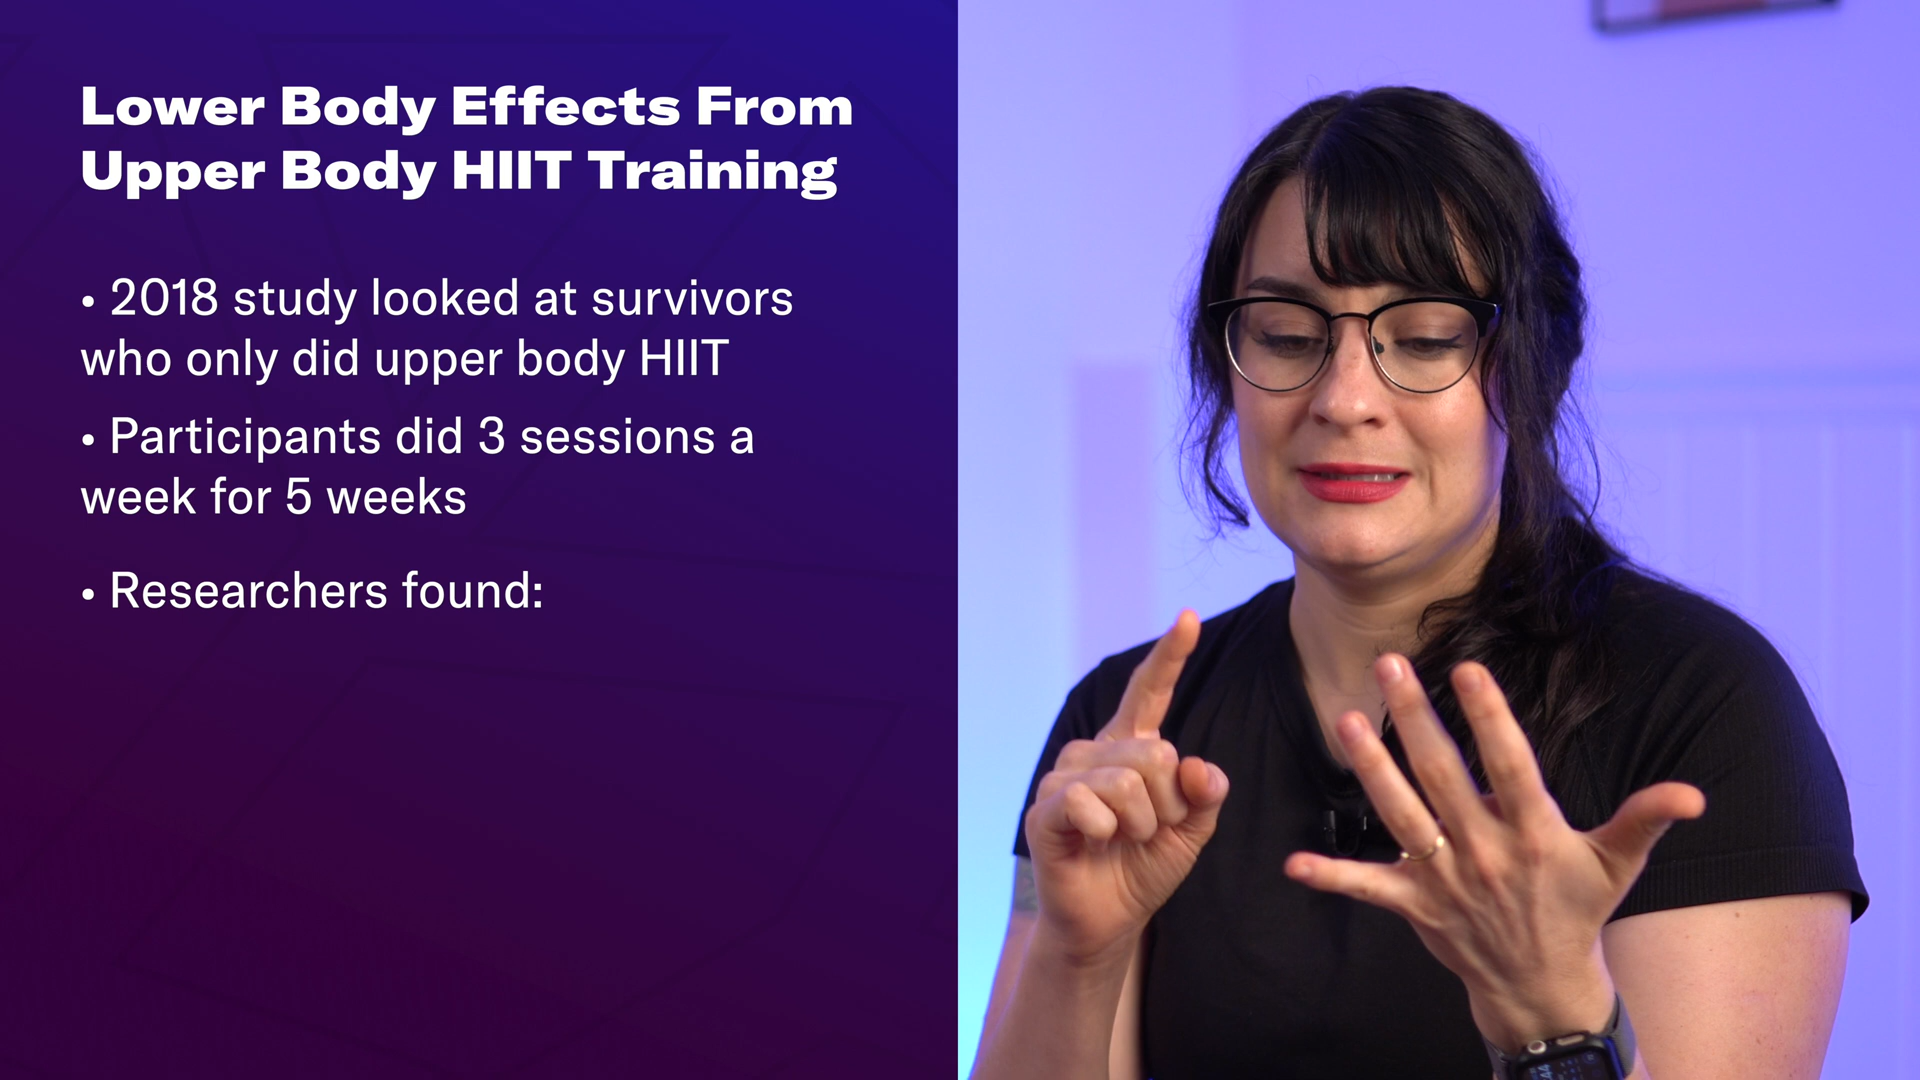 Lower Body Effects From
Upper Body HIIT Training
• 2018 study looked at survivors
who only did upper body HIIT
• Participants did 3 sessions a
week for 5 weeks
• Researchers found: